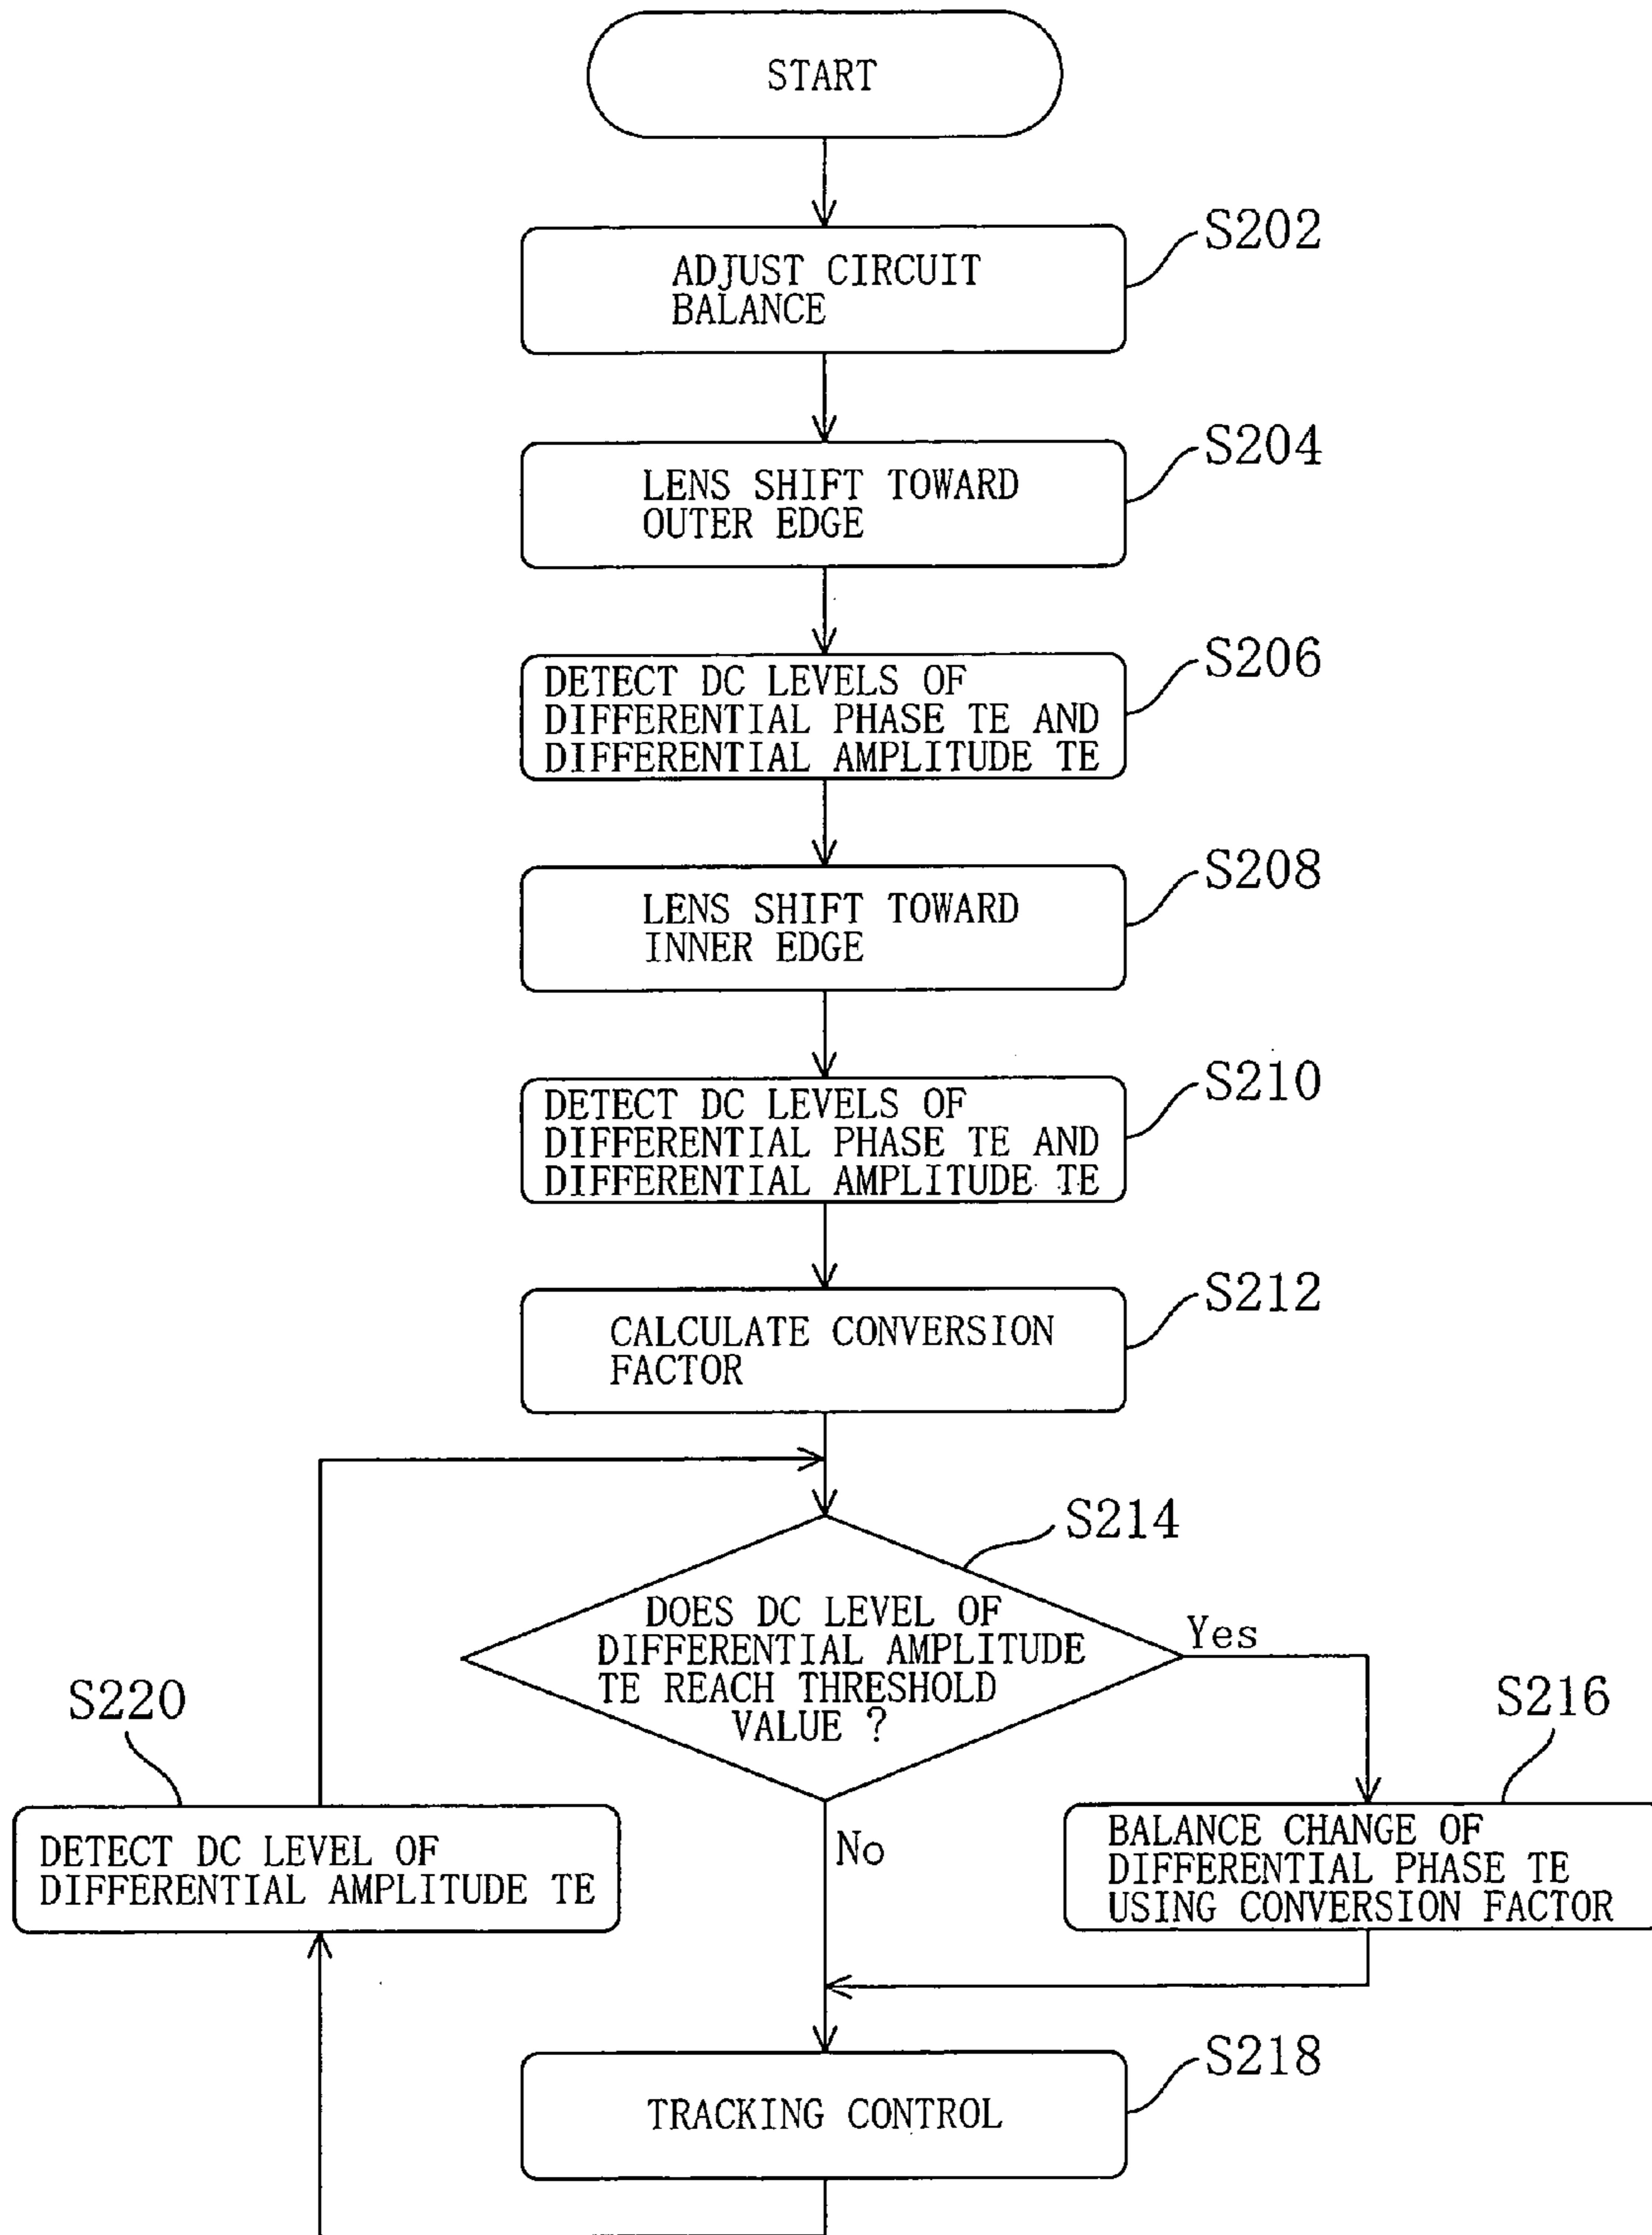 START
S202
ADJUST CIRCUIT
BALANCE
S204
LENS SHIFT TOWARD
OUTER EDGE
S206
DETECT DC LEVELS OF
DIFFERENTIAL PHASE TE AND
DIFFERENTIAL AMPLITUDE TE
S208
LENS SHIFT TOWARD
INNER EDGE
S210
DETECT DC LEVELS OF
DIFFERENTIAL PHASE TE AND
DIFFERENTIAL AMPLITUDE TE
S212
CALCULATE CONVERSION
FACTOR
S214
DOES DC LEVEL OF
DIFFERENTIAL AMPLITUDE
TE REACH THRESHOLD
VALUE ?
Yes
No
S216
BALANCE CHANGE OF
DIFFERENTIAL PHASE TE
USING CONVERSION FACTOR
S220
DETECT DC LEVEL OF
DIFFERENTIAL AMPLITUDE TE
S218
TRACKING CONTROL